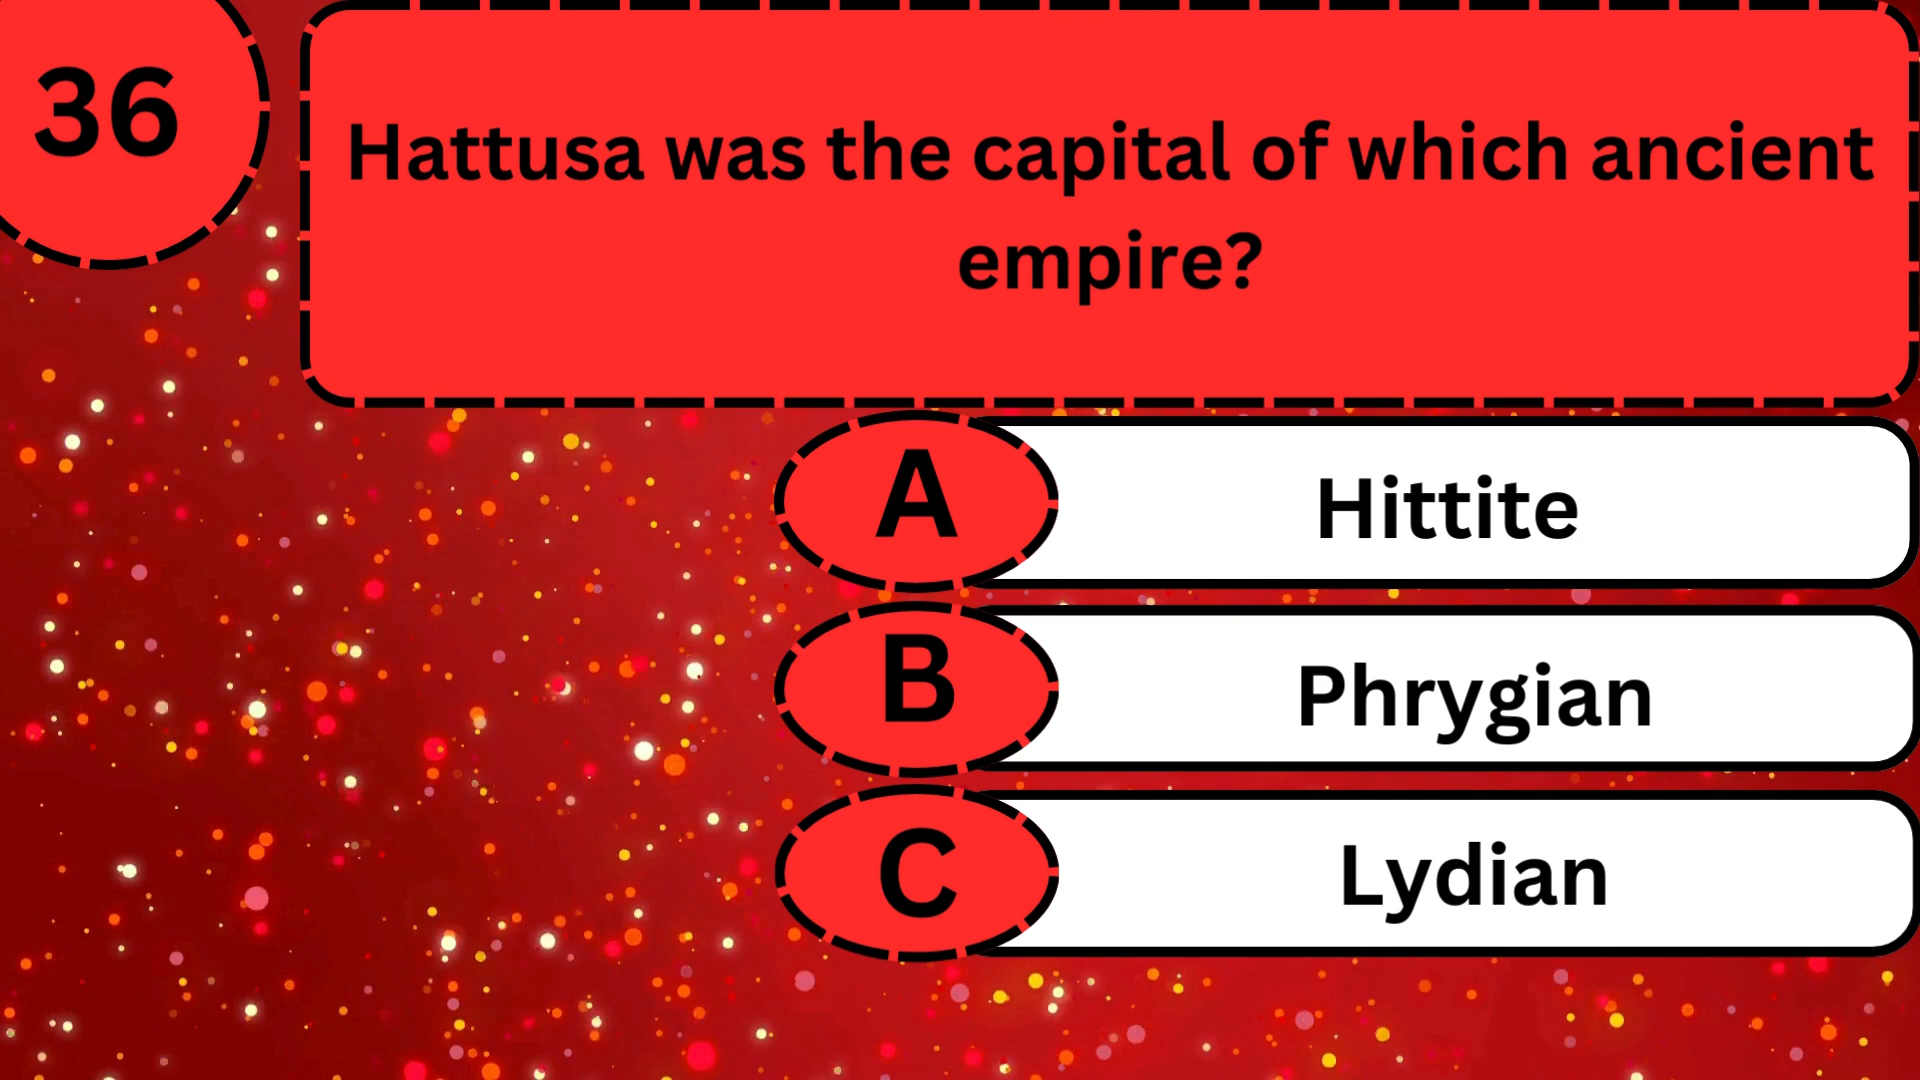 36
Hattusa was the capital of which ancient
empire?
A
Hittite
B
Phrygian
C
Lydian